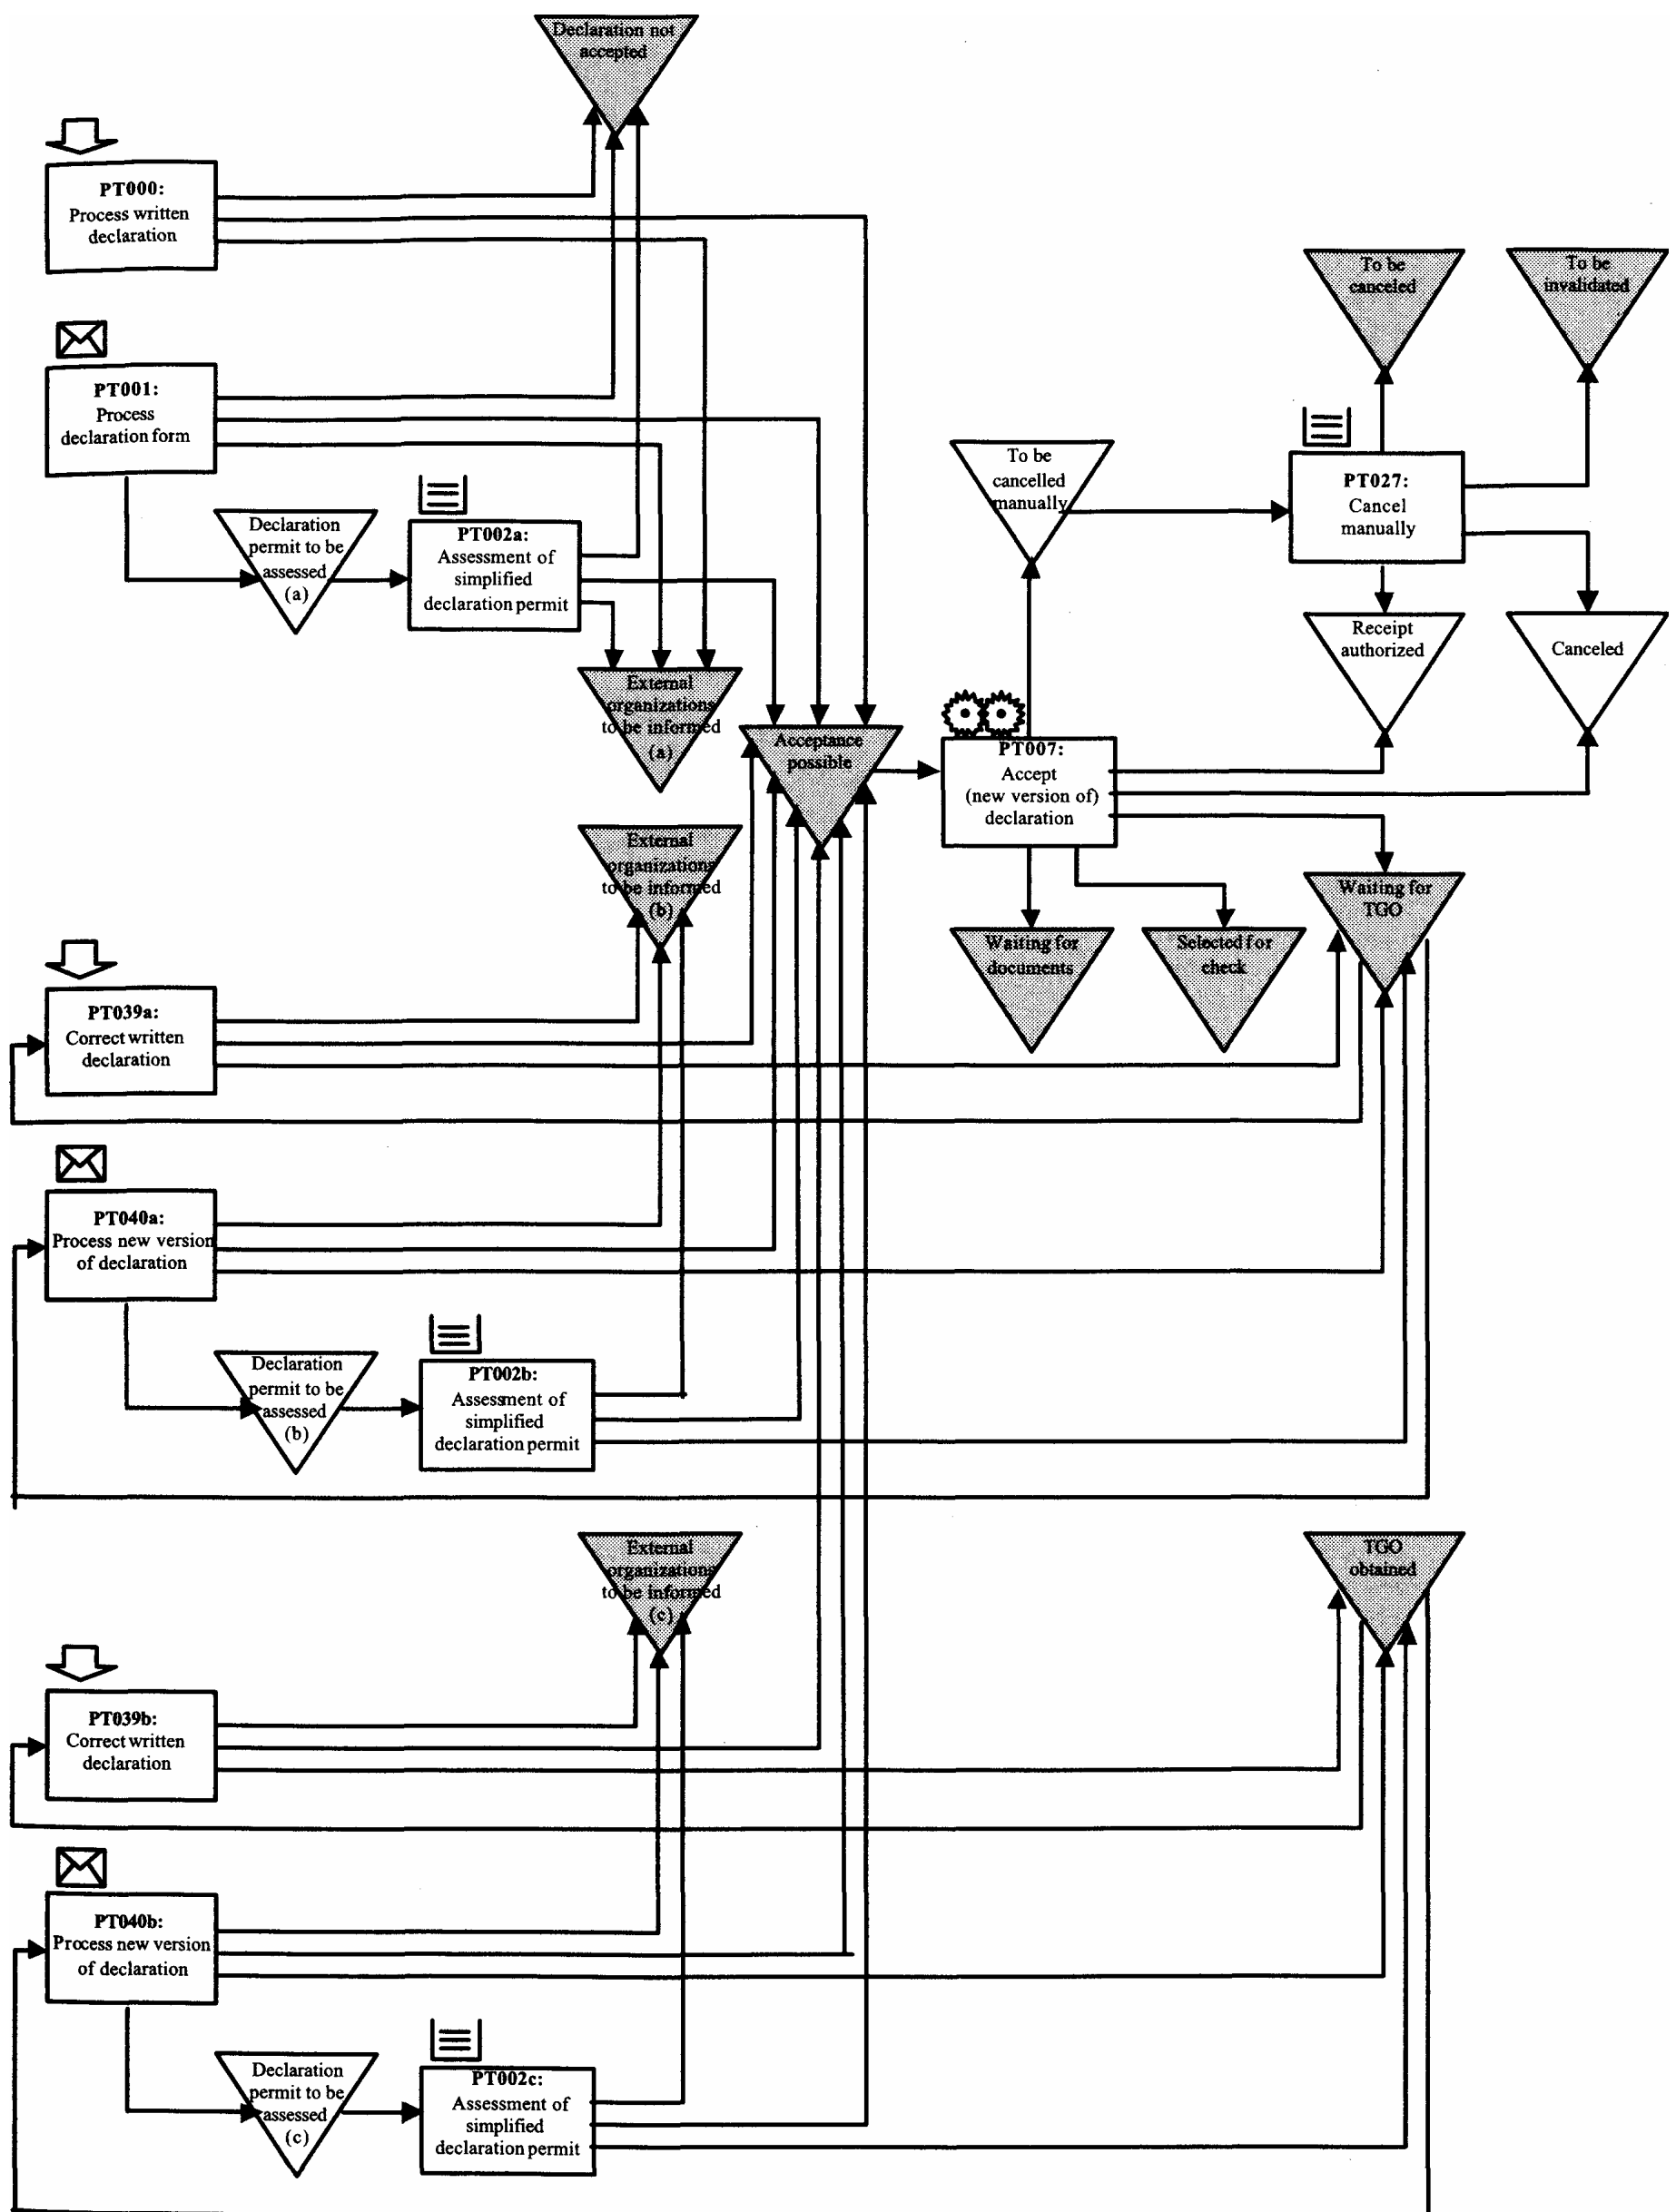 Declaration not
accepted
PT000:
Process written
declaration
To be
canceled
To be
invalidated
PT001:
Process
declaration form
To be
cancelled
manually
PT027:
Cancel
manually
Declaration
permit to be
assessed
(a)
PT002a:
Assessment of
simplified
declaration permit
Receipt
authorized
Canceled
External
organizations
to be informed
(a)
Acceptance
possible
PT007:
Accept
(new version of)
declaration
External
organizations
to be informed
(b)
Waiting for
TGO
Waiting for
documents
Selected for
check
PT039a:
Correct written
declaration
PT040a:
Process new version
of declaration
Declaration
permit to be
assessed
(b)
PT002b:
Assessment of
simplified
declaration permit
External
organizations
to be informed
(c)
TGO
obtained
PT039b:
Correct written
declaration
PT040b:
Process new version
of declaration
Declaration
permit to be
assessed
(c)
PT002c:
Assessment of
simplified
declaration permit